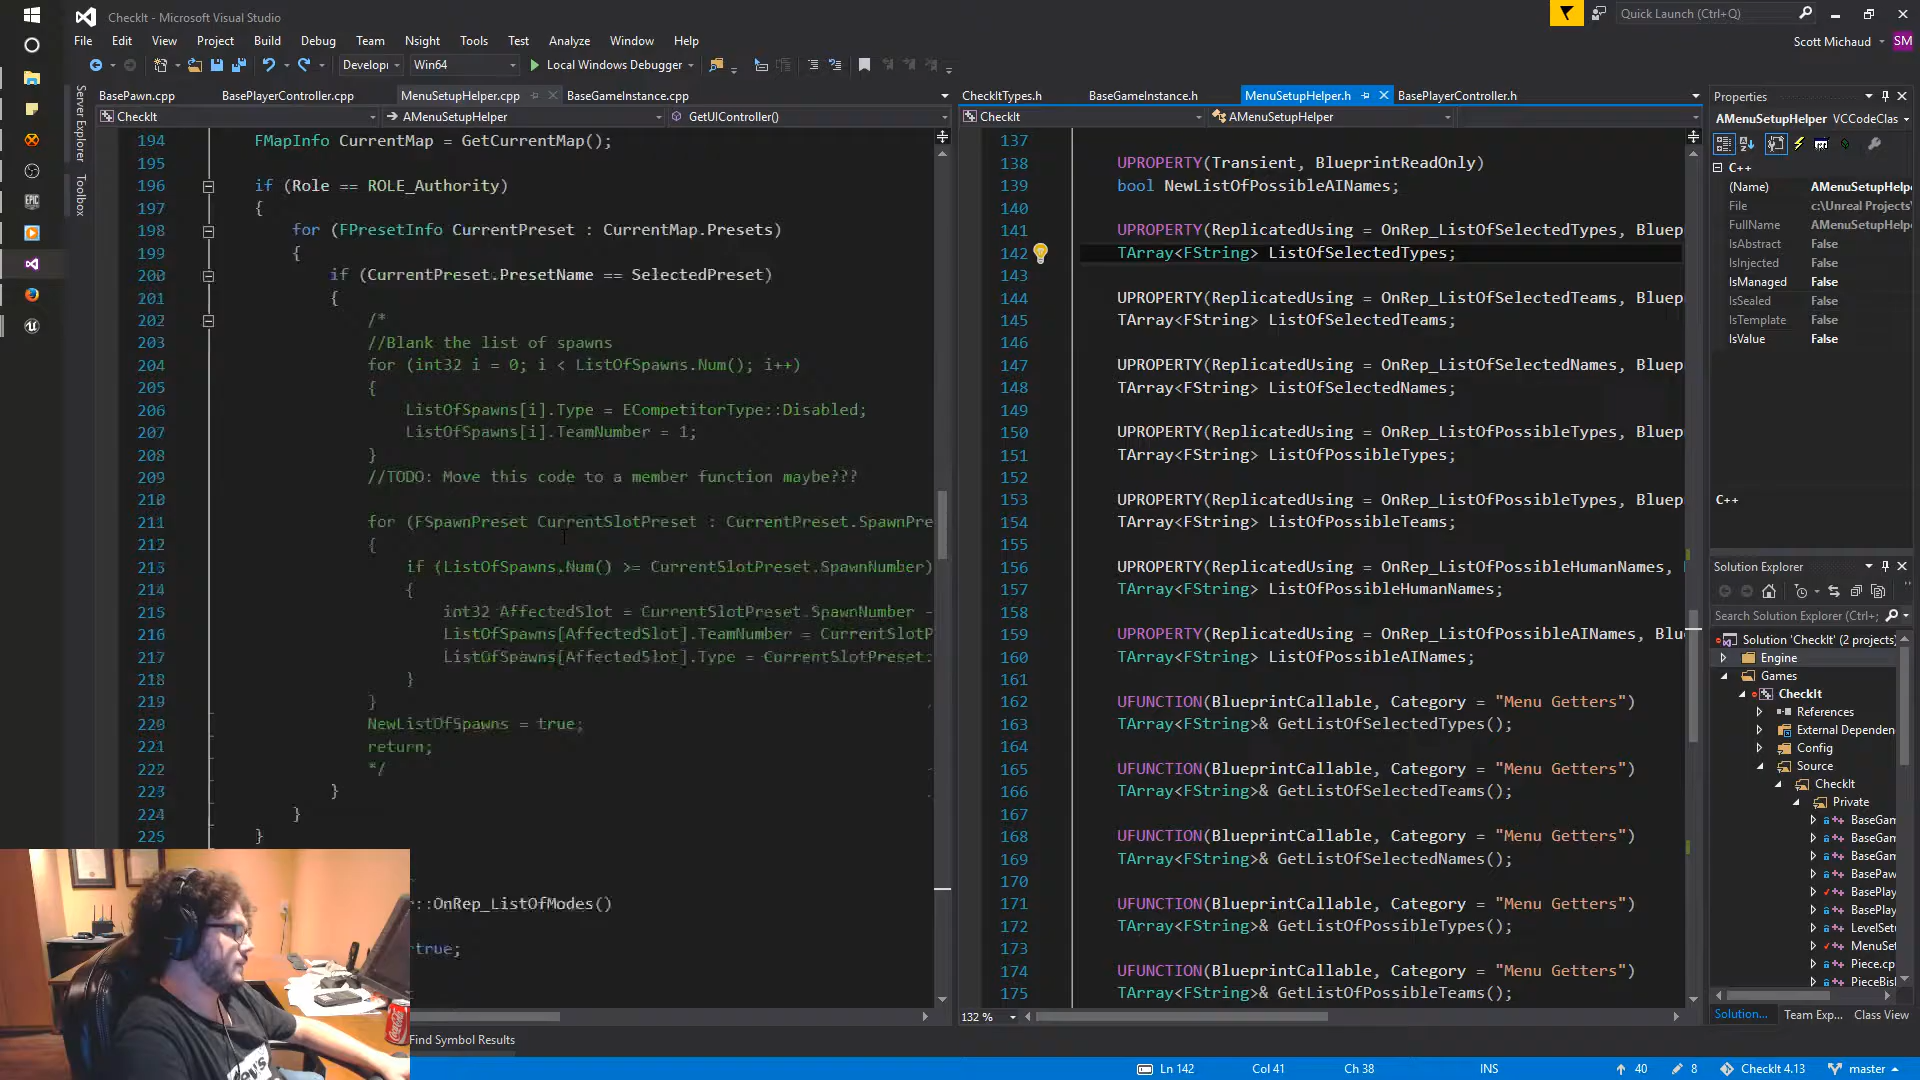 CheckIt - Microsoft Visual Studio
Quick Launch (Ctrl+Q)
File Edit View Project Build Debug Team Nsight Tools Test Analyze Window Help
Scott Michaud SM
Develop Win64 Local Windows Debugger
Server Explorer
Toolbox
BasePawn.cpp BasePlayerController.cpp MenuSetupHelper.cpp BaseGameInstance.cpp
CheckIt AMenuSetupHelper GetUIController()
194 FMapInfo CurrentMap = GetCurrentMap();
195
196 if (Role == ROLE_Authority)
197 {
198 for (FPresetInfo CurrentPreset : CurrentMap.Presets)
199 {
200 if (CurrentPreset.PresetName == SelectedPreset)
201 {
202 /*
203 //Blank the list of spawns
204 for (int32 i = 0; i < ListOfSpawns.Num(); i++)
205 {
206 ListOfSpawns[i].Type = ECompetitorType::Disabled;
207 ListOfSpawns[i].TeamNumber = 1;
208 }
209 //TODO: Move this code to a member function maybe???
210
211 for (FSpawnPreset CurrentSlotPreset : CurrentPreset.SpawnPre
212 {
213 if (ListOfSpawns.Num() >= CurrentSlotPreset.SpawnNumber)
214 {
215 int32 AffectedSlot = CurrentSlotPreset.SpawnNumber -
216 ListOfSpawns[AffectedSlot].TeamNumber = CurrentSlotP
217 ListOfSpawns[AffectedSlot].Type = CurrentSlotPreset.
218 }
219 }
220 NewListOfSpawns = true;
221 return;
222 */
223 }
224 }
225 }
::OnRep_ListOfModes()
true;
Find Symbol Results
CheckItTypes.h BaseGameInstance.h MenuSetupHelper.h BasePlayerController.h
CheckIt AMenuSetupHelper
137
138 UPROPERTY(Transient, BlueprintReadOnly)
139 bool NewListOfPossibleAINames;
140
141 UPROPERTY(ReplicatedUsing = OnRep_ListOfSelectedTypes, Bluep
142 TArray<FString> ListOfSelectedTypes;
143
144 UPROPERTY(ReplicatedUsing = OnRep_ListOfSelectedTeams, Bluep
145 TArray<FString> ListOfSelectedTeams;
146
147 UPROPERTY(ReplicatedUsing = OnRep_ListOfSelectedNames, Bluep
148 TArray<FString> ListOfSelectedNames;
149
150 UPROPERTY(ReplicatedUsing = OnRep_ListOfPossibleTypes, Bluep
151 TArray<FString> ListOfPossibleTypes;
152
153 UPROPERTY(ReplicatedUsing = OnRep_ListOfPossibleTypes, Bluep
154 TArray<FString> ListOfPossibleTeams;
155
156 UPROPERTY(ReplicatedUsing = OnRep_ListOfPossibleHumanNames,
157 TArray<FString> ListOfPossibleHumanNames;
158
159 UPROPERTY(ReplicatedUsing = OnRep_ListOfPossibleAINames, Blu
160 TArray<FString> ListOfPossibleAINames;
161
162 UFUNCTION(BlueprintCallable, Category = "Menu Getters")
163 TArray<FString>& GetListOfSelectedTypes();
164
165 UFUNCTION(BlueprintCallable, Category = "Menu Getters")
166 TArray<FString>& GetListOfSelectedTeams();
167
168 UFUNCTION(BlueprintCallable, Category = "Menu Getters")
169 TArray<FString>& GetListOfSelectedNames();
170
171 UFUNCTION(BlueprintCallable, Category = "Menu Getters")
172 TArray<FString>& GetListOfPossibleTypes();
173
174 UFUNCTION(BlueprintCallable, Category = "Menu Getters")
175 TArray<FString>& GetListOfPossibleTeams();
132 %
Properties
AMenuSetupHelper VCCodeClas
C++
(Name) AMenuSetupHelp
File c:\Unreal Projects\
FullName AMenuSetupHelp
IsAbstract False
IsInjected False
IsManaged False
IsSealed False
IsTemplate False
IsValue False
C++
Solution Explorer
Search Solution Explorer (Ctrl+;
Solution 'CheckIt' (2 projects)
Engine
Games
CheckIt
References
External Dependen
Config
Source
CheckIt
Private
BaseGam
BaseGam
BaseGam
BasePaw
BasePlay
BasePlay
LevelSetu
MenuSet
Piece.cp
PieceBisl
Solution... Team Exp... Class View
Ln 142 Col 41 Ch 38 INS 40 8 CheckIt 4.13 master
EPIC
Coca-Cola